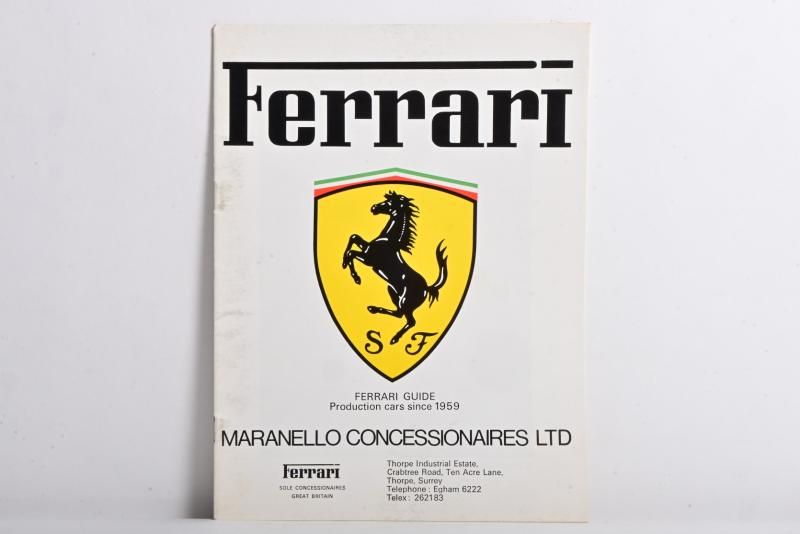 Ferrari
S F
FERRARI GUIDE
Production cars since 1959
MARANELLO CONCESSIONAIRES LTD
Ferrari
SOLE CONCESSIONAIRES
GREAT BRITAIN
Thorpe Industrial Estate,
Crabtree Road, Ten Acre Lane,
Thorpe, Surrey
Telephone : Egham 6222
Telex : 262183